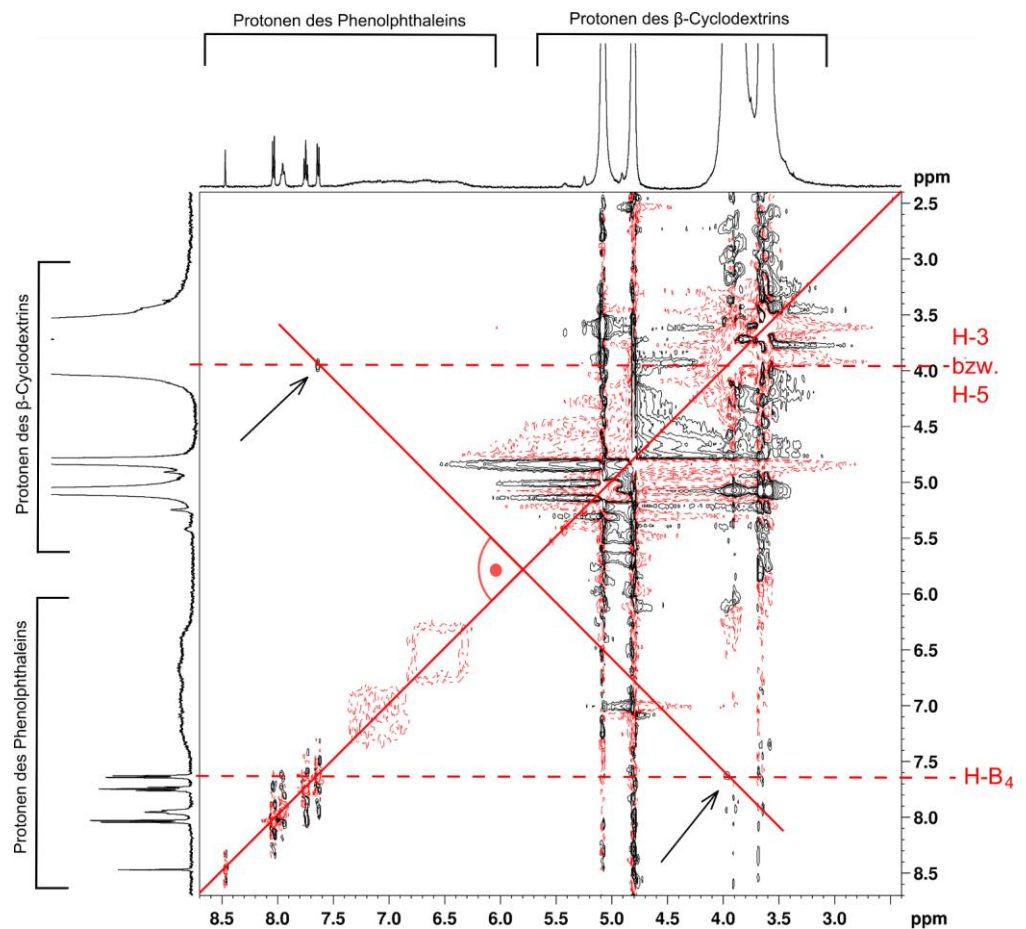 Protonen des Phenolphthaleins
Protonen des β-Cyclodextrins
ppm
2.5
3.0
3.5
4.0
4.5
5.0
5.5
6.0
6.5
7.0
7.5
8.0
8.5
H-3
bzw.
H-5
H-B₄
Protonen des β-Cyclodextrins
Protonen des Phenolphthaleins
8.5 8.0 7.5 7.0 6.5 6.0 5.5 5.0 4.5 4.0 3.5 3.0 ppm